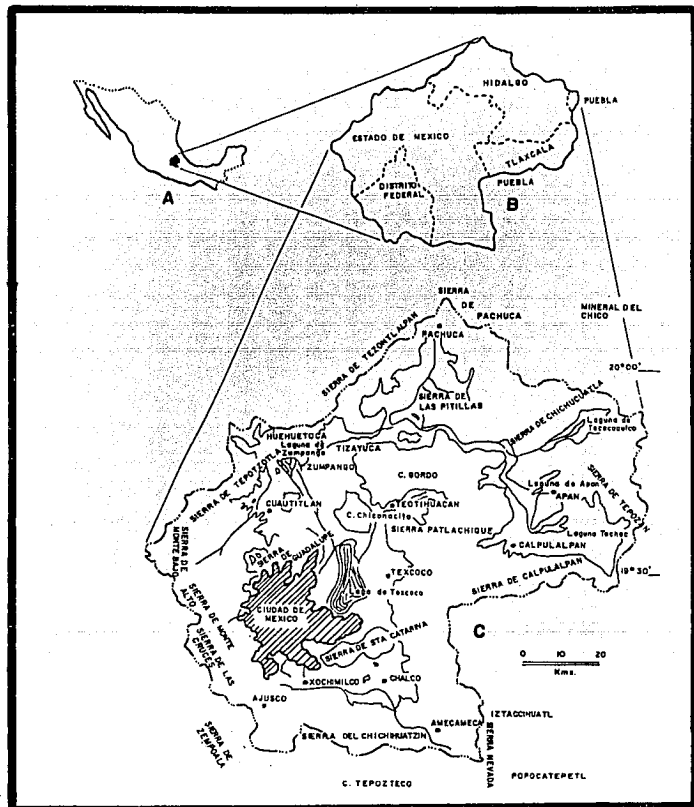 HIDALGO
PUEBLA
ESTADO DE MEXICO
TLAXCALA
PUEBLA
DISTRITO
FEDERAL
A
B
SIERRA
DE
PACHUCA
MINERAL DEL
CHICO
PACHUCA
SIERRA DE TEZONTLALPAN
20°00'
SIERRA DE
LAS PITILLAS
SIERRA DE CHICHUCUATLA
Laguna de
Tecocomulco
HUEHUETOCA
Laguna de
Zumpango
TIZAYUCA
ZUMPANGO
SIERRA DE TEPOTZOTLA
C. GORDO
Laguna de Apan
APAN
SIERRA DE TEPOZAN
CUAUTITLAN
TEOTIHUACAN
C. Chiconautla
SIERRA PATLACHIQUE
Laguna Tochac
CALPULALPAN
SIERRA DE
MONTE BAJO
SIERRA DE GUADALUPE
TEXCOCO
19°30'
Lago de Texcoco
SIERRA DE CALPULALPAN
CIUDAD DE
MEXICO
SIERRA DE MONTE
ALTO
SIERRA DE LAS
CRUCES
C
SIERRA DE STA CATARINA
0 10 20
Kms.
XOCHIMILCO
CHALCO
AJUSCO
AMECAMECA
IZTACCIHUATL
SIERRA DE
ZEMPOALA
SIERRA DEL CHICHIHUATZIN
SIERRA NEVADA
POPOCATEPETL
C. TEPOZTECO